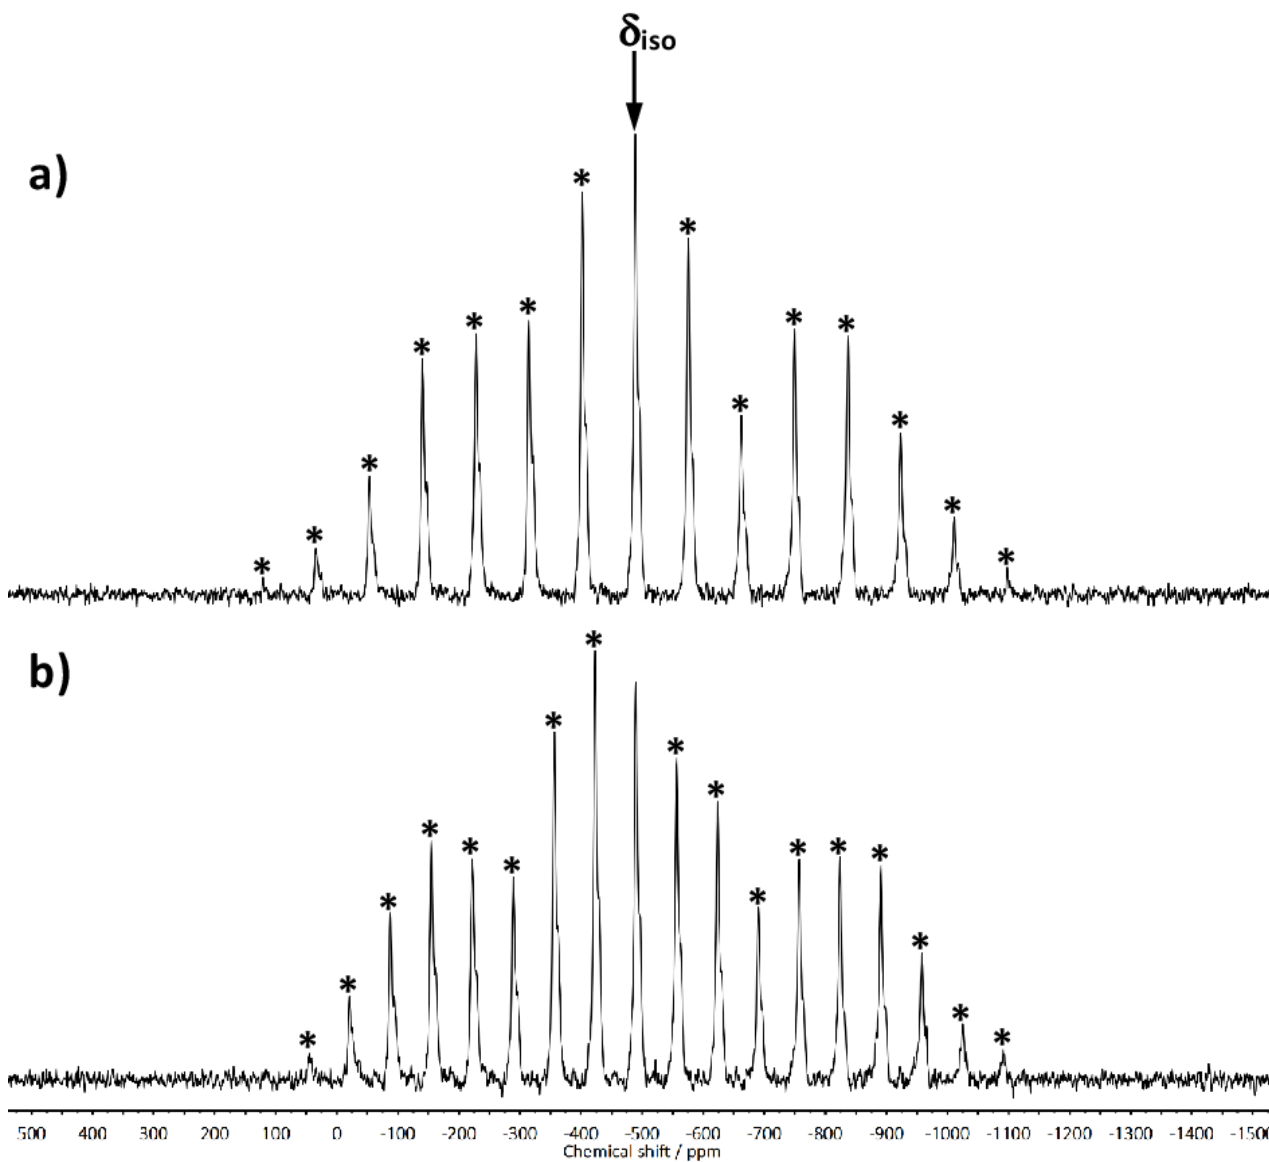 δiso
a)
* * * * * * * * * * * * * *
b)
* * * * * * * * * * * * * * * * *
500 400 300 200 100 0 -100 -200 -300 -400 -500 -600 -700 -800 -900 -1000 -1100 -1200 -1300 -1400 -1500
Chemical shift / ppm